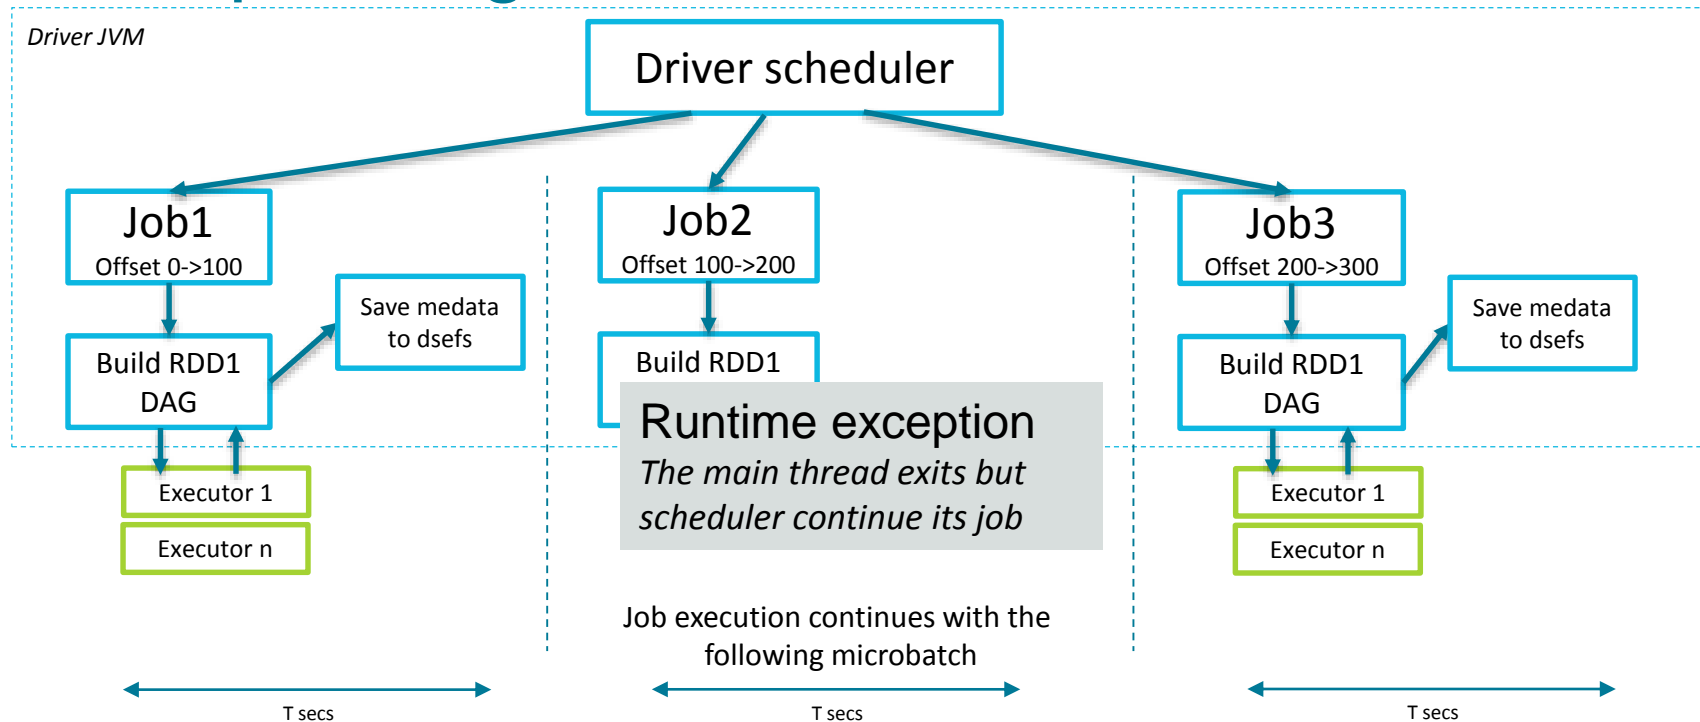 Driver JVM
Driver scheduler
Job1
Offset 0->100
Job2
Offset 100->200
Job3
Offset 200->300
Save medata
to dsefs
Build RDD1
DAG
Build RDD1
Save medata
to dsefs
Build RDD1
DAG
Runtime exception
The main thread exits but
scheduler continue its job
Executor 1
Executor n
Executor 1
Executor n
Job execution continues with the
following microbatch
T secs
T secs
T secs